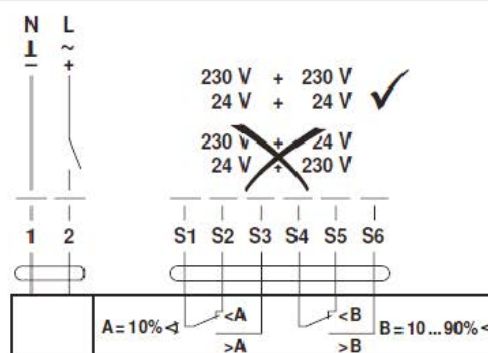 N L
⊥ ~
– +
230 V + 230 V
24 V + 24 V
230 V + 24 V
24 V + 230 V
1 2 S1 S2 S3 S4 S5 S6
<A <B
A = 10% ∢ B = 10 ... 90% ∢
>A >B